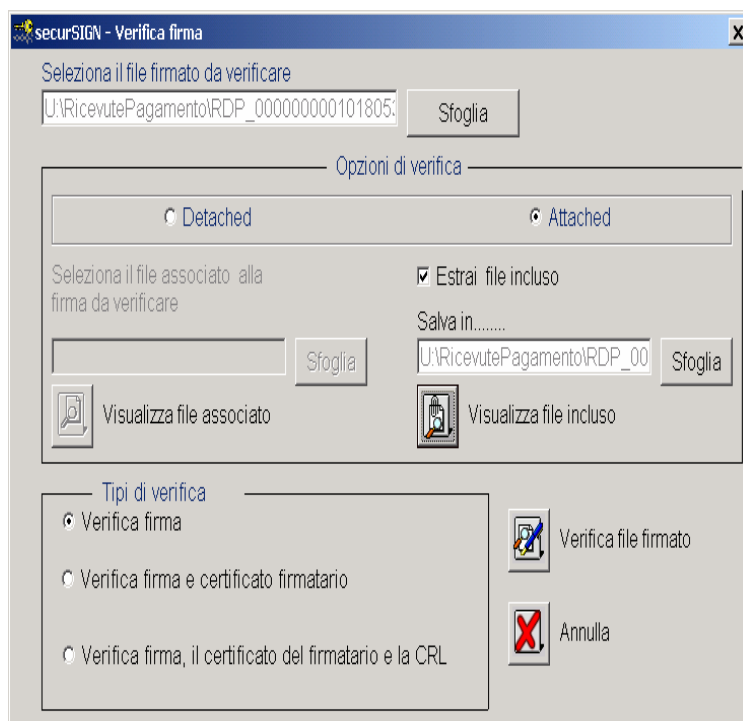 securSIGN - Verifica firma
Seleziona il file firmato da verificare
U:\RicevutePagamento\RDP_0000000001018053
Sfoglia
Opzioni di verifica
Detached
Attached
Seleziona il file associato alla
firma da verificare
Estrai file incluso
Salva in........
Sfoglia
U:\RicevutePagamento\RDP_00
Sfoglia
Visualizza file associato
Visualizza file incluso
Tipi di verifica
Verifica firma
Verifica firma e certificato firmatario
Verifica firma, il certificato del firmatario e la CRL
Verifica file firmato
Annulla